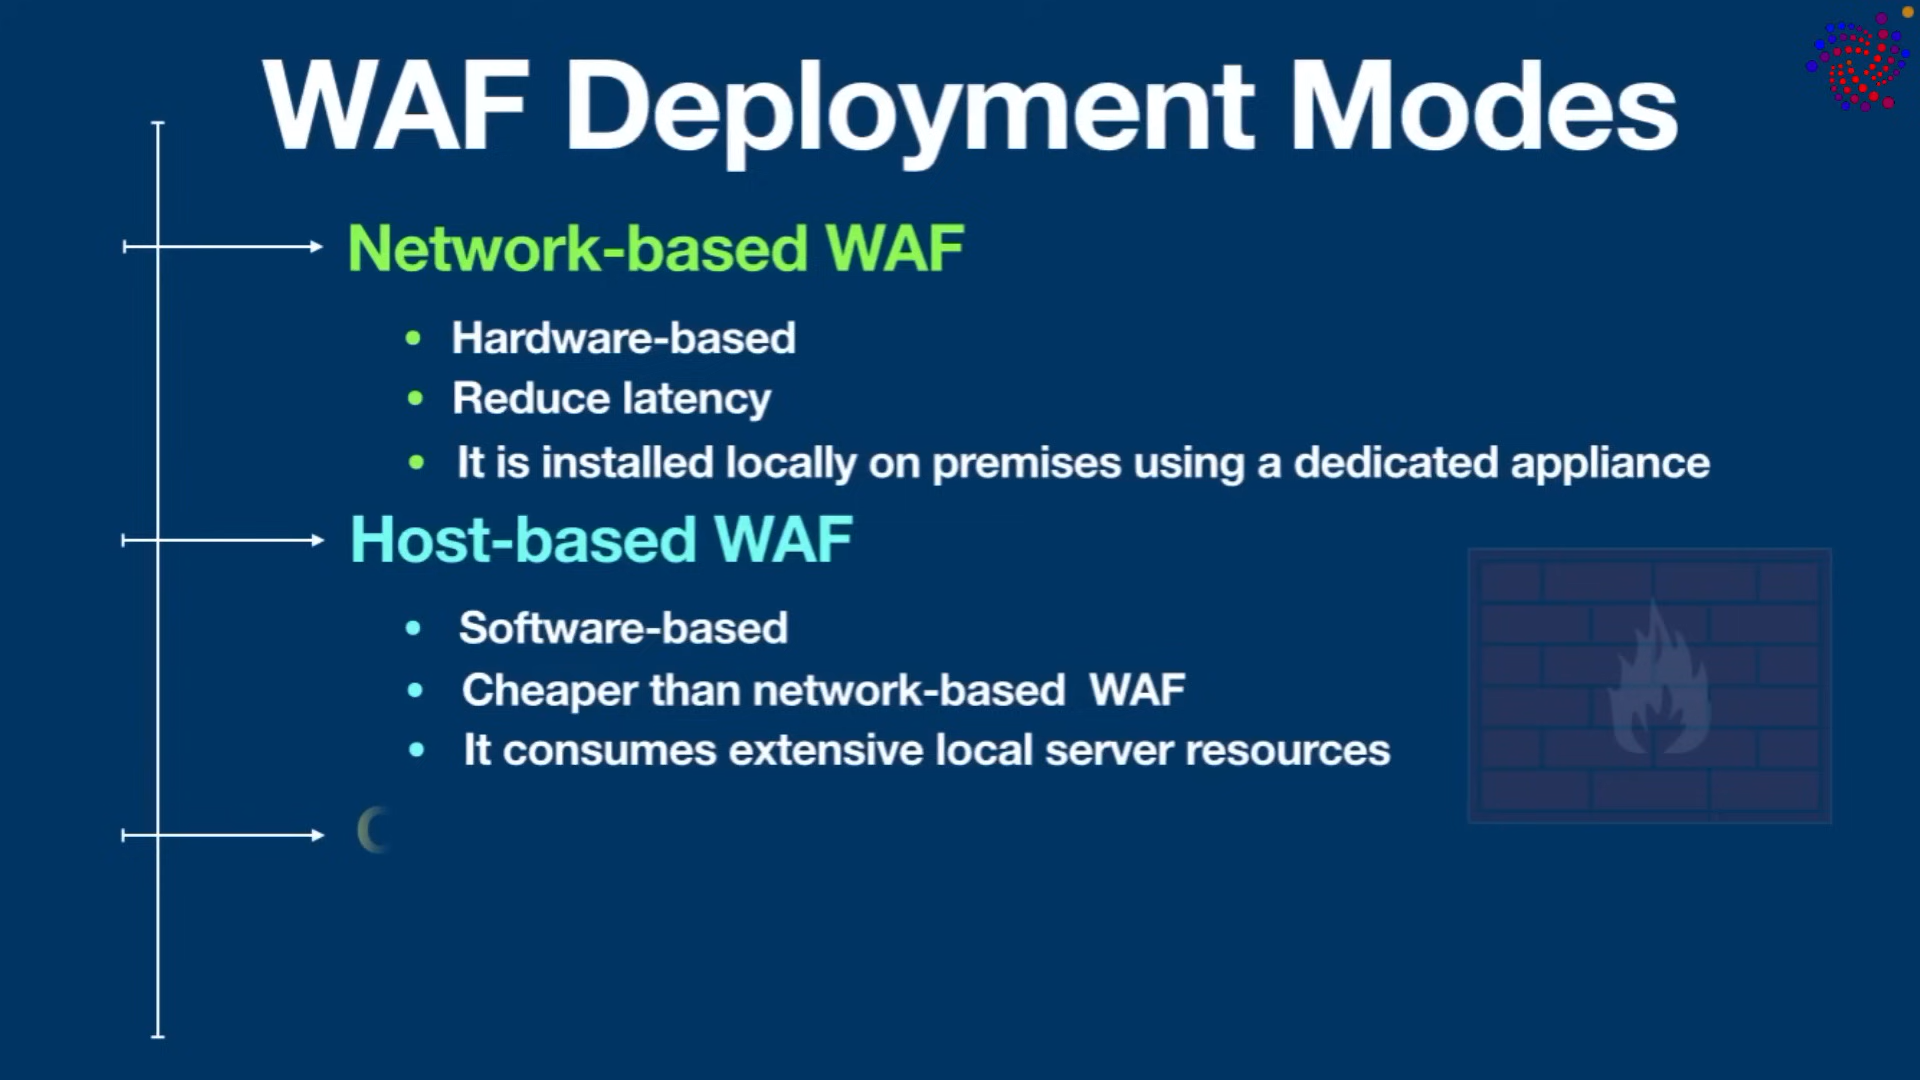 WAF Deployment Modes
Network-based WAF
• Hardware-based
• Reduce latency
• It is installed locally on premises using a dedicated appliance
Host-based WAF
• Software-based
• Cheaper than network-based WAF
• It consumes extensive local server resources
C